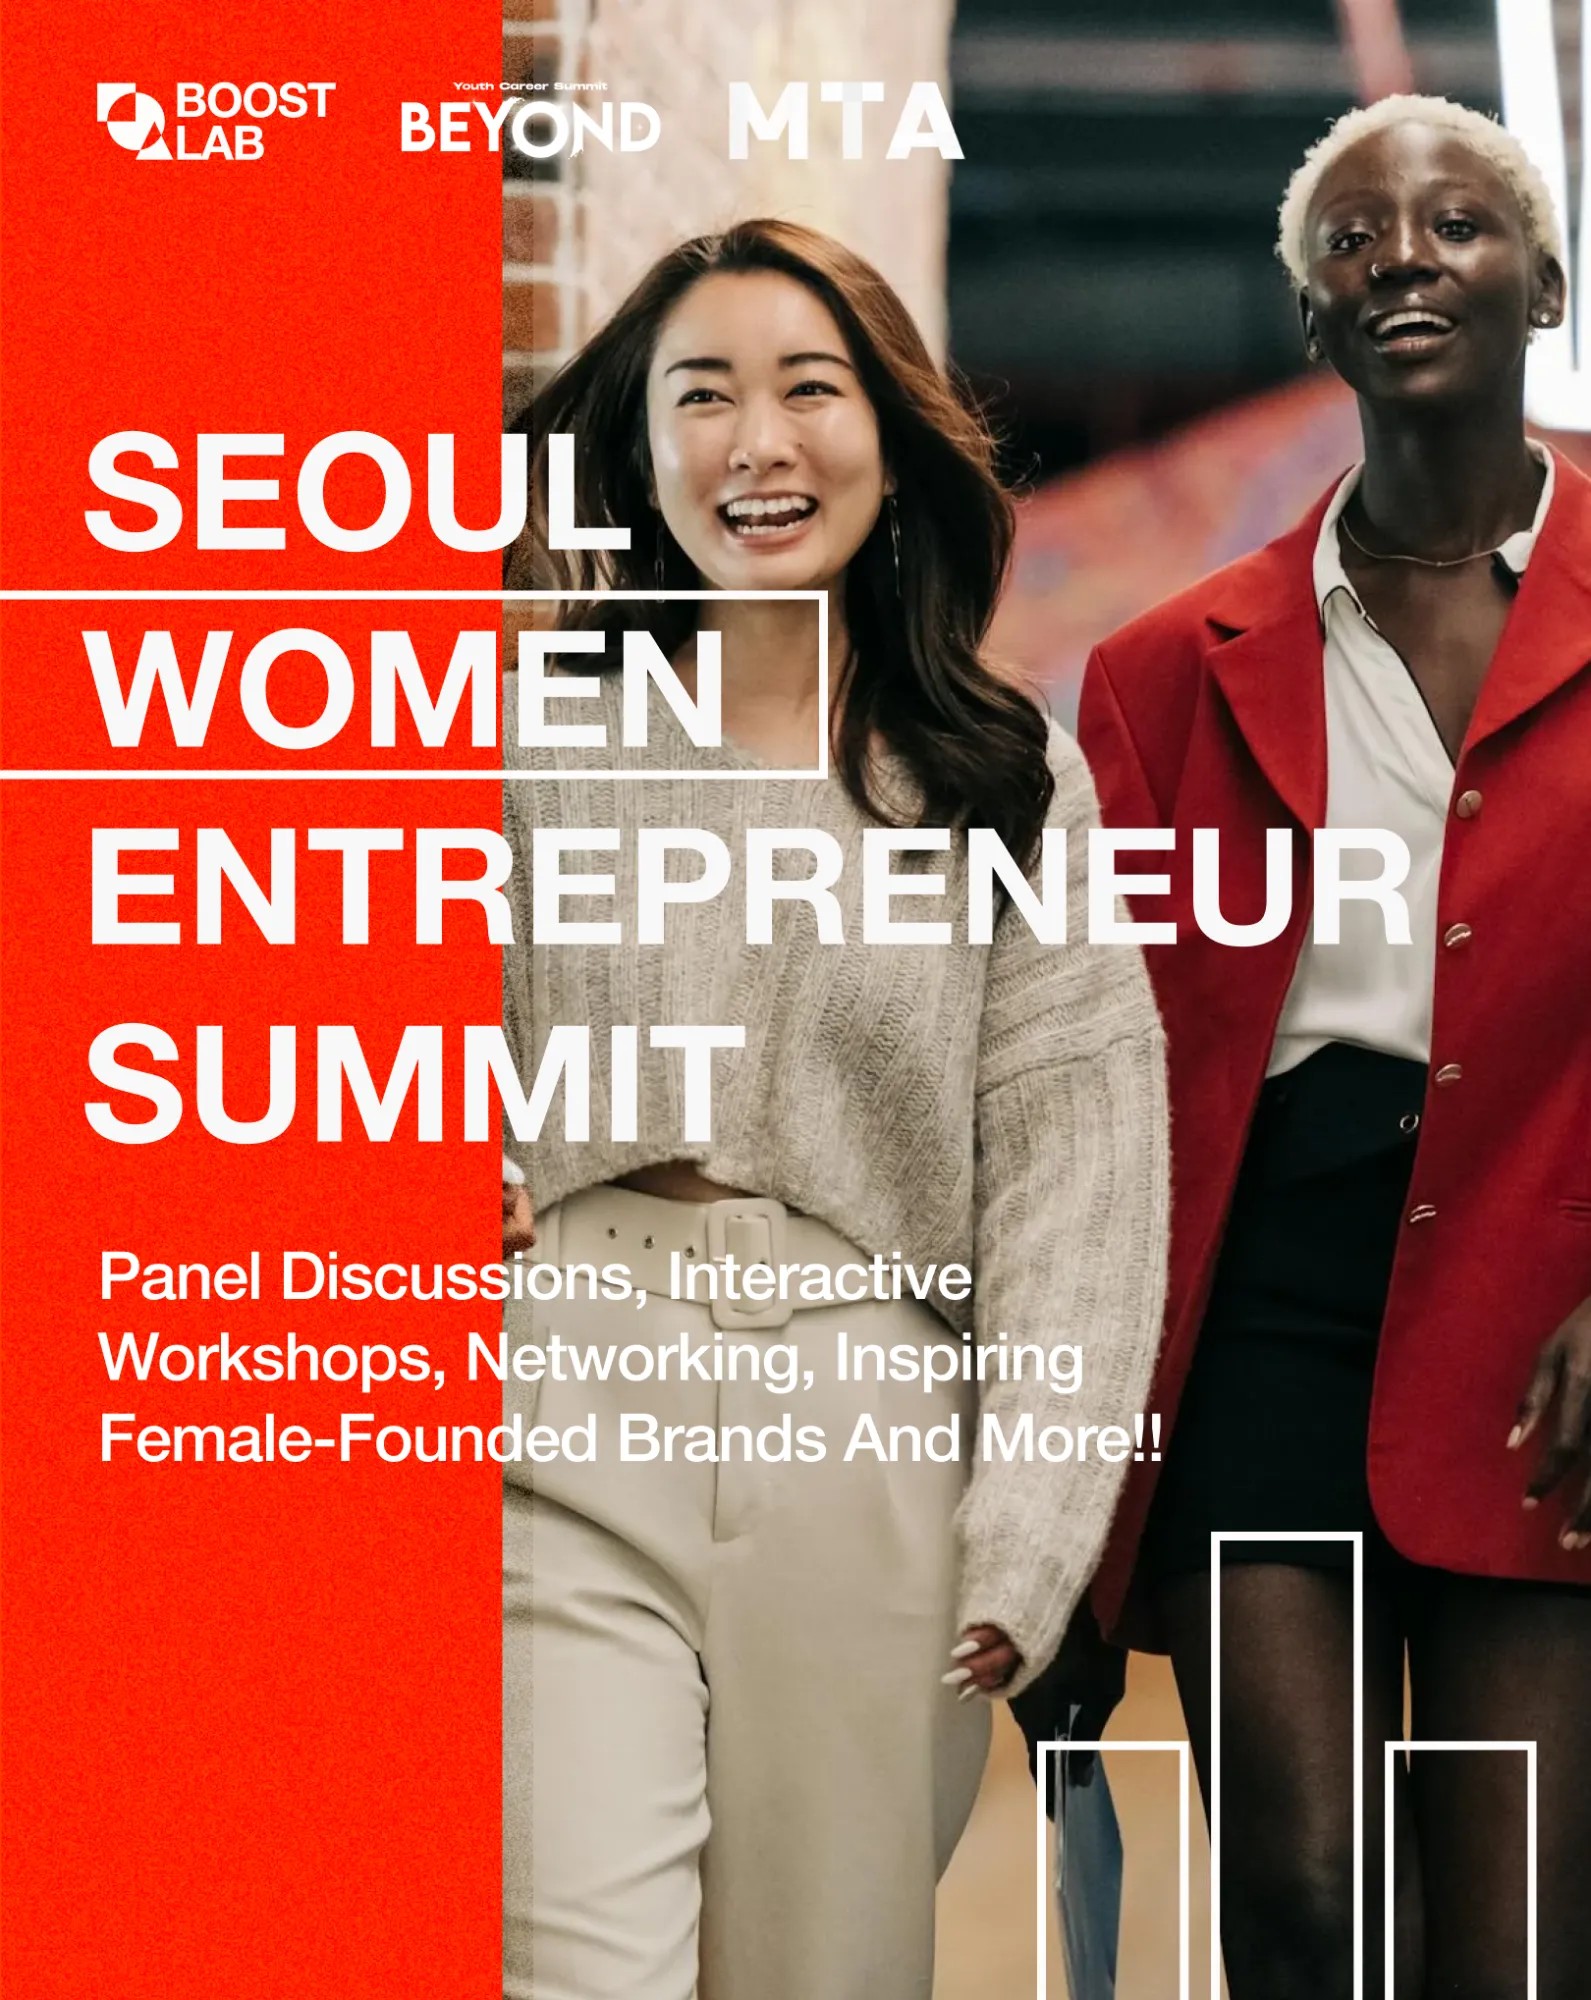 BOOST
LAB
Youth Career Summit
BEYOND
MTA
SEOUL
WOMEN
ENTREPRENEUR
SUMMIT
Panel Discussions, Interactive
Workshops, Networking, Inspiring
Female-Founded Brands And More!!